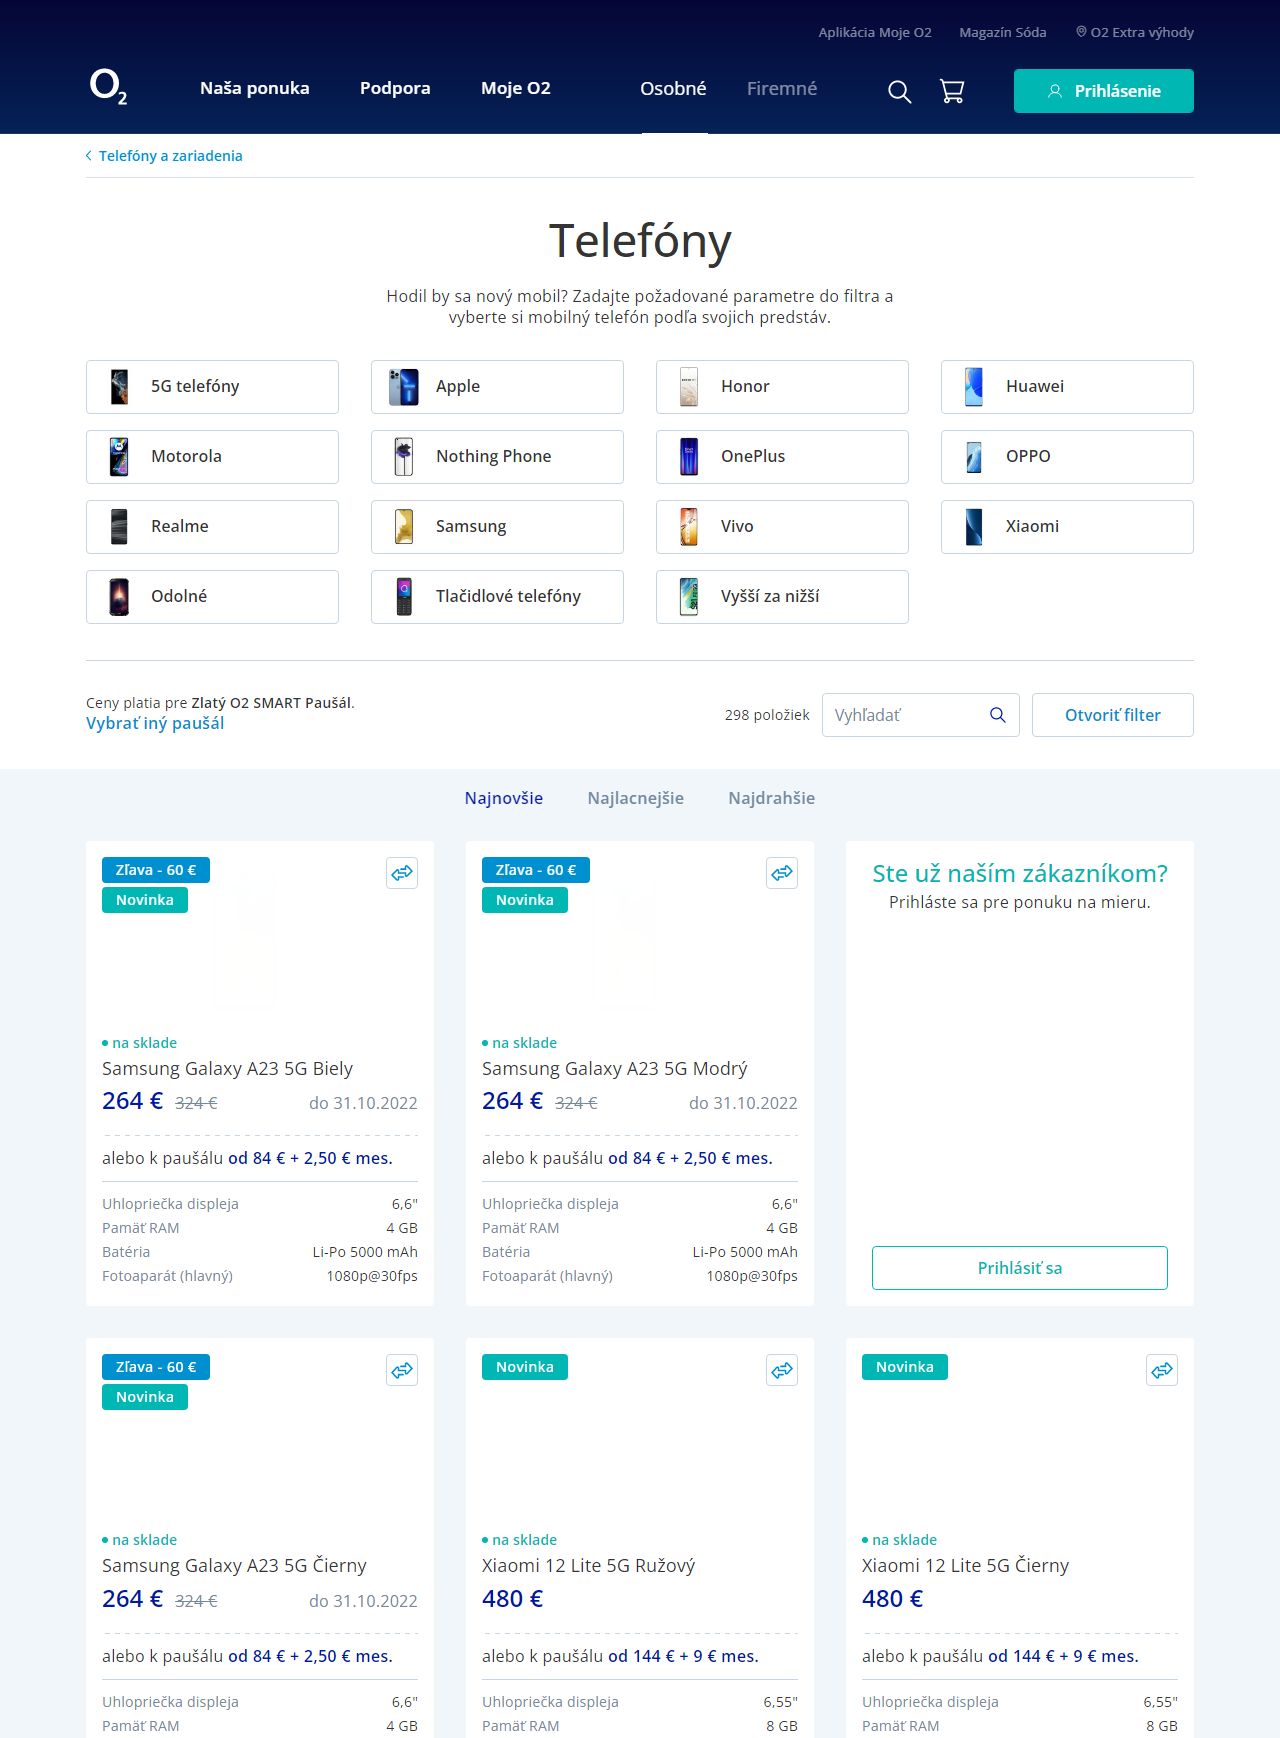 Aplikácia Moje O2 Magazín Sóda O2 Extra výhody
O2 Naša ponuka Podpora Moje O2 Osobné Firemné Prihlásenie
Telefóny a zariadenia
Telefóny
Hodil by sa nový mobil? Zadajte požadované parametre do filtra a
vyberte si mobilný telefón podľa svojich predstáv.
5G telefóny Apple Honor Huawei
Motorola Nothing Phone OnePlus OPPO
Realme Samsung Vivo Xiaomi
Odolné Tlačidlové telefóny Vyšší za nižší
Ceny platia pre Zlatý O2 SMART Paušál.
Vybrať iný paušál
298 položiek Vyhľadať Otvoriť filter
Najnovšie Najlacnejšie Najdrahšie
Zľava - 60 €
Novinka
na sklade
Samsung Galaxy A23 5G Biely
264 € 324 € do 31.10.2022
alebo k paušálu od 84 € + 2,50 € mes.
Uhlopriečka displeja 6,6"
Pamäť RAM 4 GB
Batéria Li-Po 5000 mAh
Fotoaparát (hlavný) 1080p@30fps
Zľava - 60 €
Novinka
na sklade
Samsung Galaxy A23 5G Modrý
264 € 324 € do 31.10.2022
alebo k paušálu od 84 € + 2,50 € mes.
Uhlopriečka displeja 6,6"
Pamäť RAM 4 GB
Batéria Li-Po 5000 mAh
Fotoaparát (hlavný) 1080p@30fps
Ste už naším zákazníkom?
Prihláste sa pre ponuku na mieru.
Prihlásiť sa
Zľava - 60 €
Novinka
na sklade
Samsung Galaxy A23 5G Čierny
264 € 324 € do 31.10.2022
alebo k paušálu od 84 € + 2,50 € mes.
Uhlopriečka displeja 6,6"
Pamäť RAM 4 GB
Novinka
na sklade
Xiaomi 12 Lite 5G Ružový
480 €
alebo k paušálu od 144 € + 9 € mes.
Uhlopriečka displeja 6,55"
Pamäť RAM 8 GB
Novinka
na sklade
Xiaomi 12 Lite 5G Čierny
480 €
alebo k paušálu od 144 € + 9 € mes.
Uhlopriečka displeja 6,55"
Pamäť RAM 8 GB